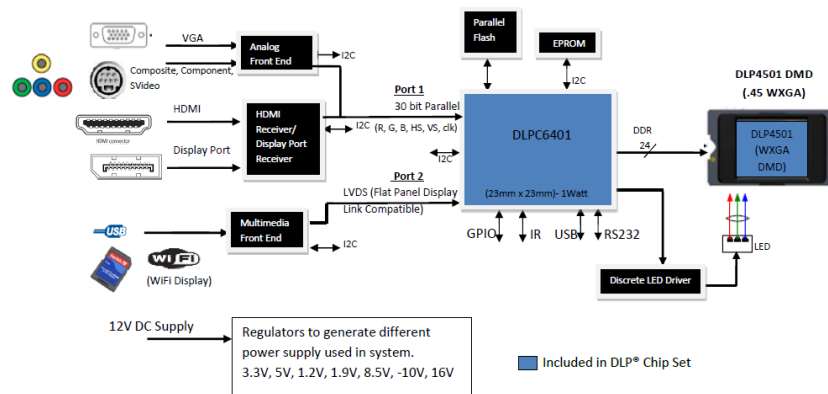 VGA
Analog
Front End
I2C
Composite, Component,
SVideo
Parallel
Flash
EPROM
I2C
DLP4501 DMD
(.45 WXGA)
HDMI
HDMI connector
Display Port
HDMI
Receiver/
Display Port
Receiver
Port 1
30 bit Parallel
I2C
(R, G, B, HS, VS, clk)
I2C
DLPC6401
(23mm x 23mm)- 1Watt
DDR
24
DLP4501
(WXGA
DMD)
Port 2
LVDS (Flat Panel Display
Link Compatible)
USB
Multimedia
Front End
I2C
SanDisk
Wi Fi
(WiFi Display)
GPIO
IR
USB
RS232
LED
Discrete LED Driver
12V DC Supply
Regulators to generate different
power supply used in system.
3.3V, 5V, 1.2V, 1.9V, 8.5V, -10V, 16V
Included in DLP® Chip Set